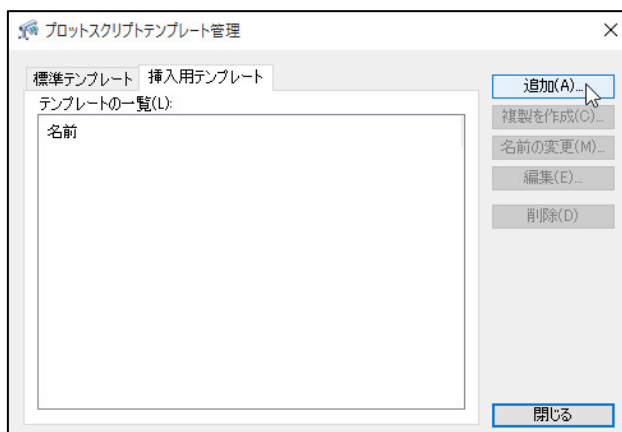 プロットスクリプトテンプレート管理
標準テンプレート 挿入用テンプレート
テンプレートの一覧(L):
名前
追加(A)...
複製を作成(C)...
名前の変更(M)...
編集(E)...
削除(D)
閉じる